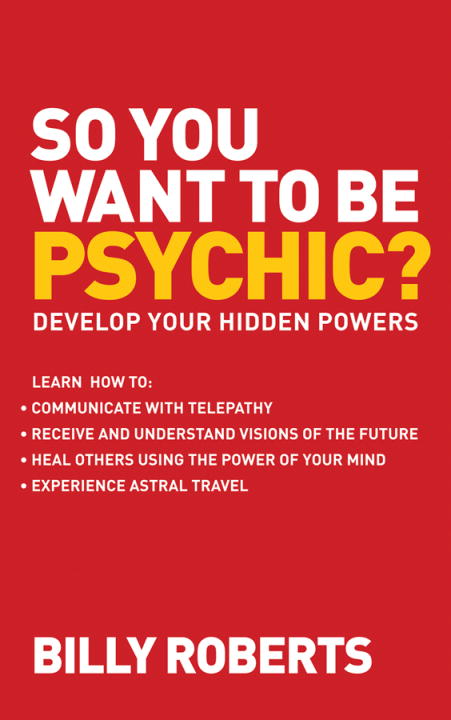 SO YOU
WANT TO BE
PSYCHIC?
DEVELOP YOUR HIDDEN POWERS
LEARN HOW TO:
• COMMUNICATE WITH TELEPATHY
• RECEIVE AND UNDERSTAND VISIONS OF THE FUTURE
• HEAL OTHERS USING THE POWER OF YOUR MIND
• EXPERIENCE ASTRAL TRAVEL
BILLY ROBERTS